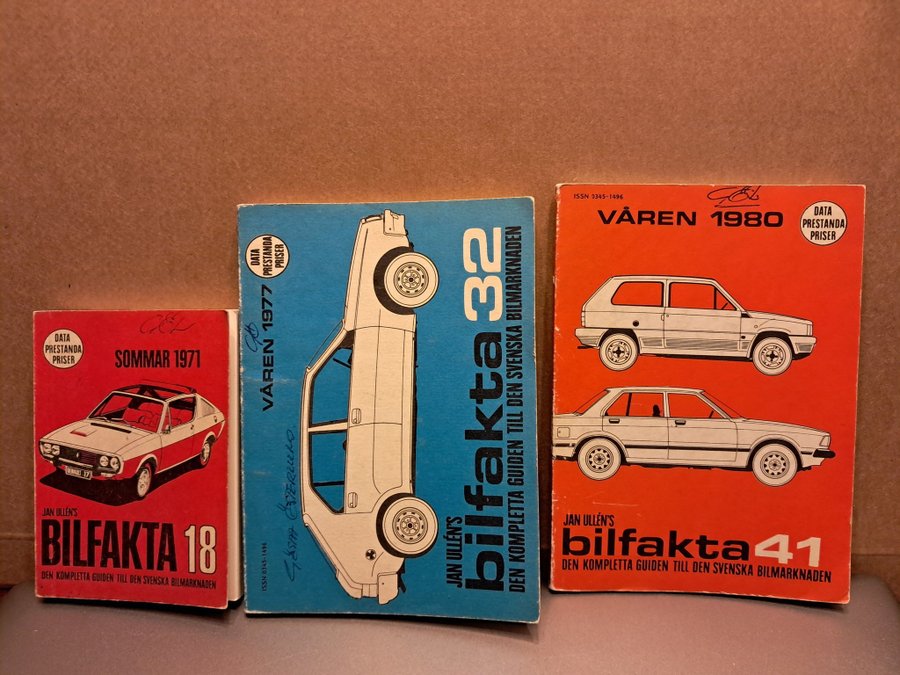 DATA
PRESTANDA
PRISER
SOMMAR 1971
JAN ULLÉN'S
BILFAKTA 18
DEN KOMPLETTA GUIDEN TILL DEN SVENSKA BILMARKNADEN
DATA
PRESTANDA
PRISER
VÅREN 1977
ISSN 0345-1496
JAN ULLÉN'S
bilfakta 32
DEN KOMPLETTA GUIDEN TILL DEN SVENSKA BILMARKNADEN
ISSN 0345-1496
VÅREN 1980
DATA
PRESTANDA
PRISER
JAN ULLÉN'S
bilfakta 41
DEN KOMPLETTA GUIDEN TILL DEN SVENSKA BILMARKNADEN